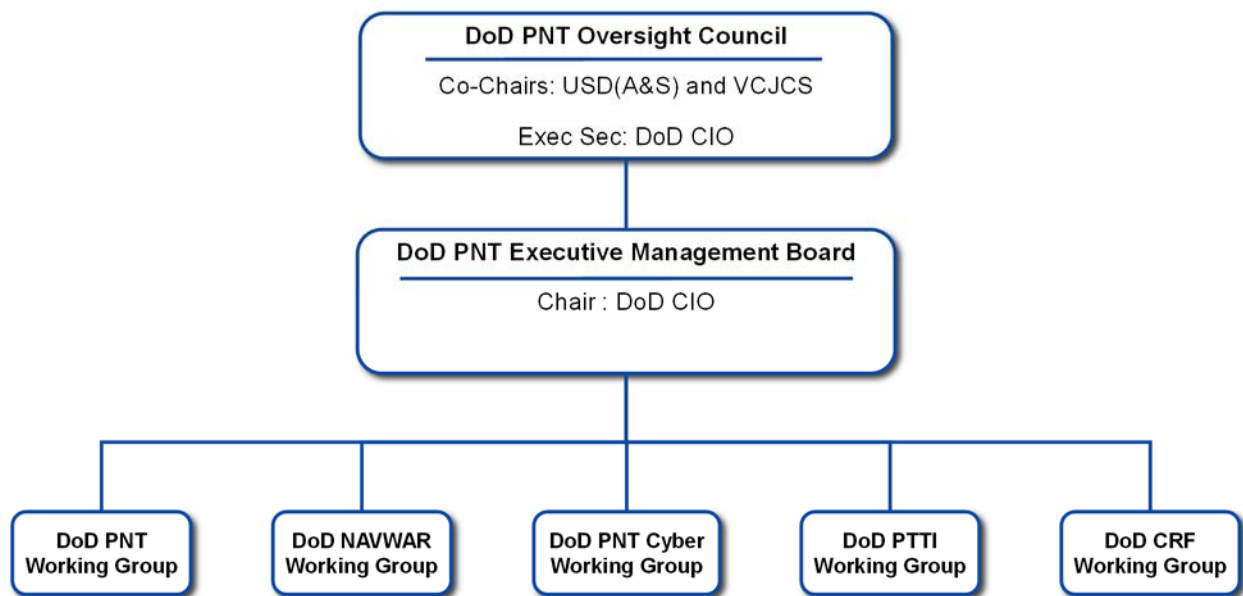 DoD PNT Oversight Council
Co-Chairs: USD(A&S) and VCJCS
Exec Sec: DoD CIO
DoD PNT Executive Management Board
Chair : DoD CIO
DoD PNT
Working Group
DoD NAVWAR
Working Group
DoD PNT Cyber
Working Group
DoD PTTI
Working Group
DoD CRF
Working Group